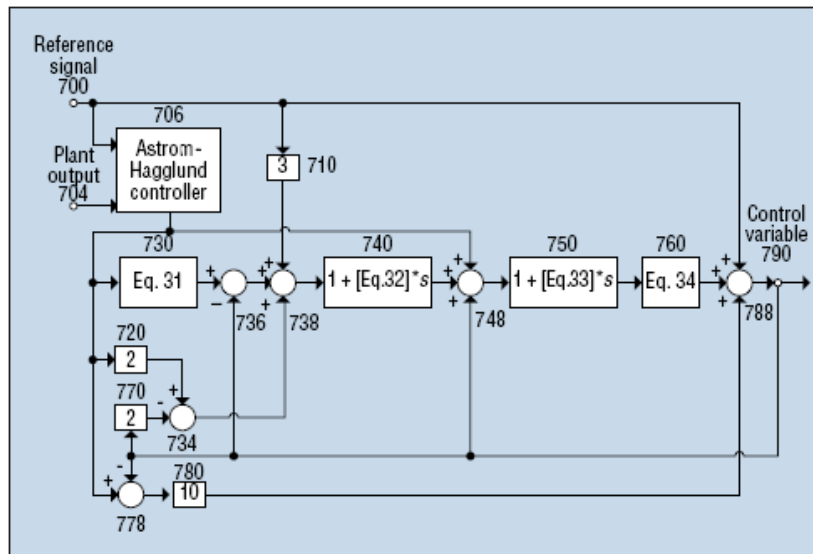 Reference
signal
700
706
Astrom-
Hagglund
controller
Plant
output
704
3
710
Control
variable
790
730
Eq. 31
+
−
736
+
+
+
738
740
1 + [Eq.32]*s
+
+
+
748
750
1 + [Eq.33]*s
760
Eq. 34
+
+
+
788
720
2
770
2
+
-
734
-
+
778
780
10